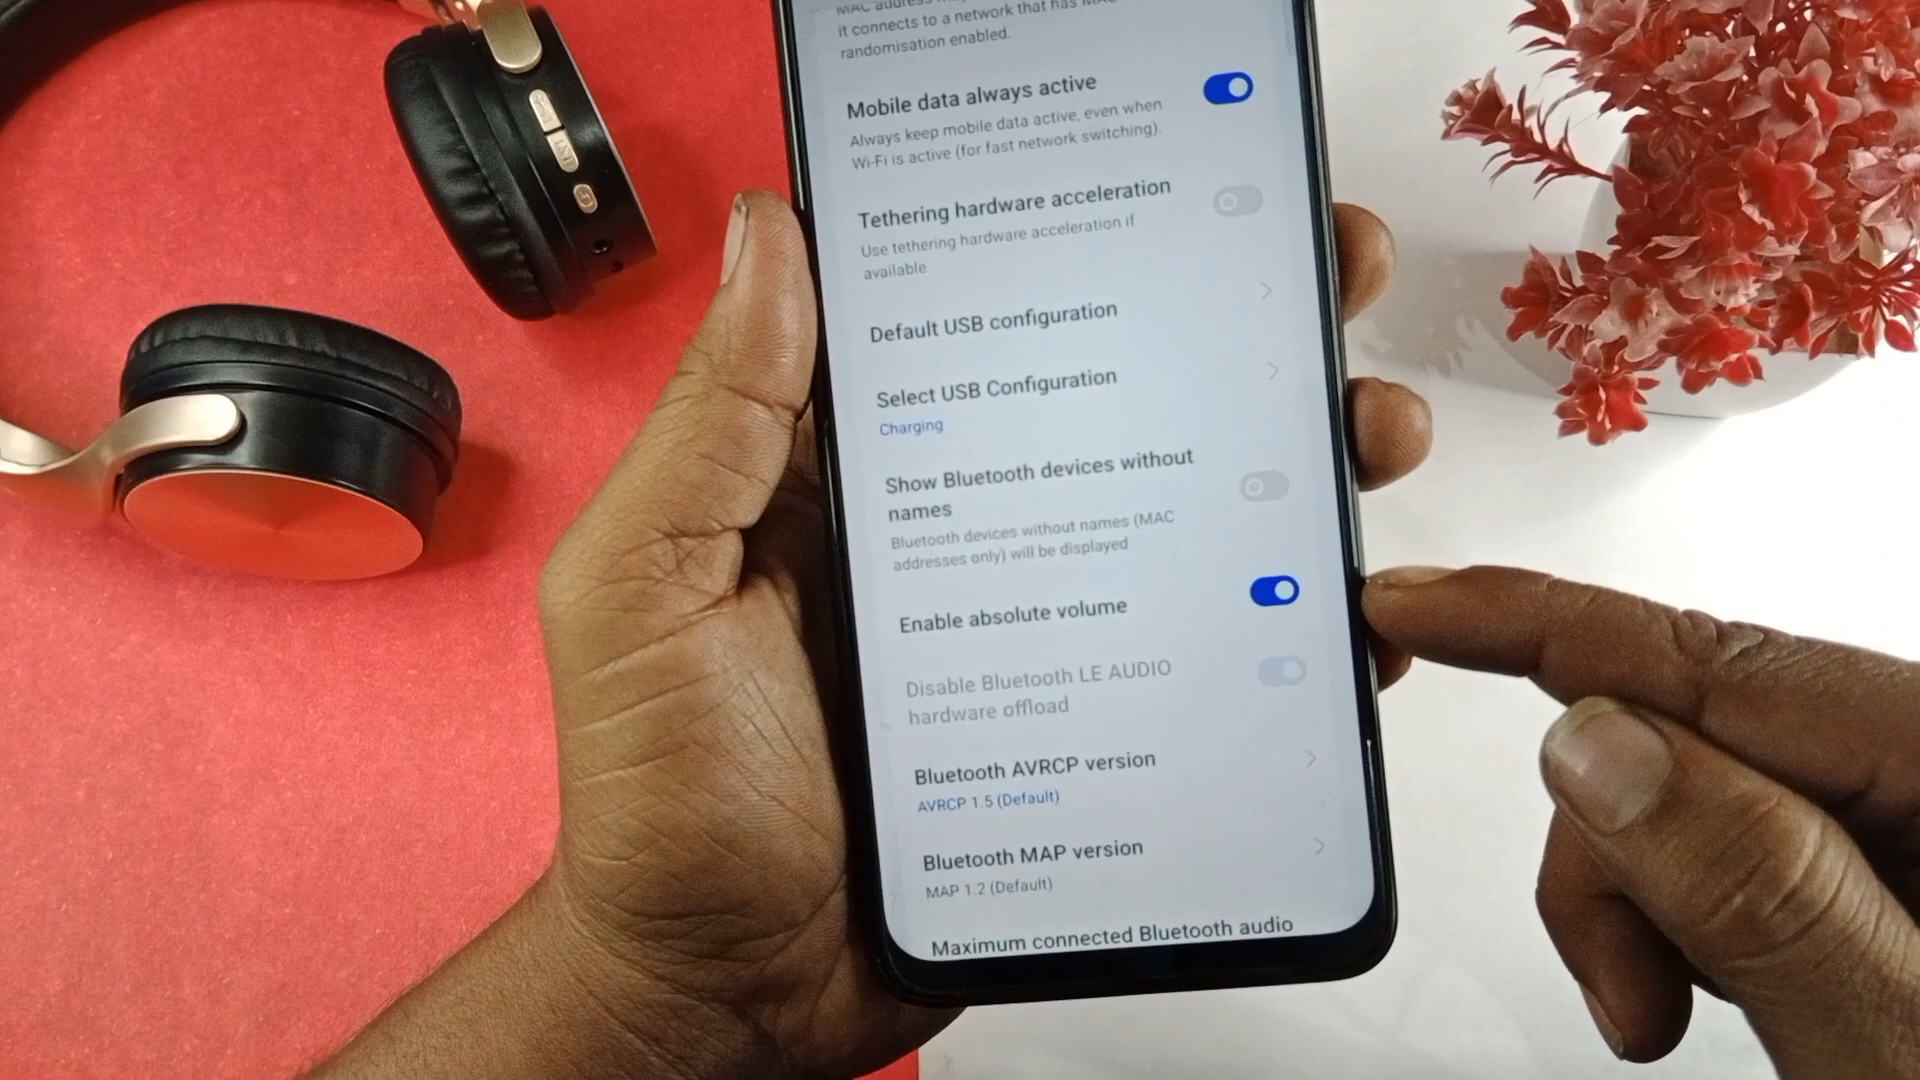 MAC address
it connects to a network that has MAC
randomisation enabled.
Mobile data always active
Always keep mobile data active, even when
Wi-Fi is active (for fast network switching).
Tethering hardware acceleration
Use tethering hardware acceleration if
available
Default USB configuration
Select USB Configuration
Charging
Show Bluetooth devices without
names
Bluetooth devices without names (MAC
addresses only) will be displayed
Enable absolute volume
Disable Bluetooth LE AUDIO
hardware offload
Bluetooth AVRCP version
AVRCP 1.5 (Default)
Bluetooth MAP version
MAP 1.2 (Default)
Maximum connected Bluetooth audio